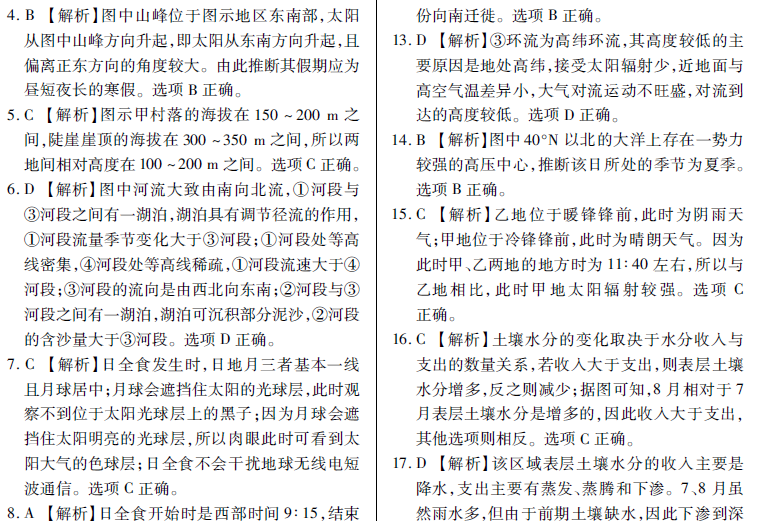 4. B 【解析】图中山峰位于图示地区东南部,太阳
从图中山峰方向升起,即太阳从东南方向升起,且
偏离正东方向的角度较大。由此推断其假期应为
昼短夜长的寒假。选项 B 正确。
5. C 【解析】图示甲村落的海拔在 150 ~200 m 之
间,陡崖崖顶的海拔在 300 ~350 m 之间,所以两
地间相对高度在 100 ~200 m 之间。选项 C 正确。
6. D 【解析】图中河流大致由南向北流,①河段与
③河段之间有一湖泊,湖泊具有调节径流的作用,
①河段流量季节变化大于③河段;①河段处等高
线密集,④河段处等高线稀疏,①河段流速大于④
河段;③河段的流向是由西北向东南;②河段与③
河段之间有一湖泊,湖泊可沉积部分泥沙,②河段
的含沙量大于③河段。选项 D 正确。
7. C 【解析】日全食发生时,日地月三者基本一线
且月球居中;月球会遮挡住太阳的光球层,此时观
察不到位于太阳光球层上的黑子;因为月球会遮
挡住太阳明亮的光球层,所以肉眼此时可看到太
阳大气的色球层;日全食不会干扰地球无线电短
波通信。选项 C 正确。
8. A 【解析】日全食开始时是西部时间 9∶15,结束
份向南迁徙。选项 B 正确。
13. D 【解析】③环流为高纬环流,其高度较低的主
要原因是地处高纬,接受太阳辐射少,近地面与
高空气温差异小,大气对流运动不旺盛,对流到
达的高度较低。选项 D 正确。
14. B 【解析】图中 40°N 以北的大洋上存在一势力
较强的高压中心,推断该日所处的季节为夏季。
选项 B 正确。
15. C 【解析】乙地位于暖锋锋前,此时为阴雨天
气;甲地位于冷锋锋前,此时为晴朗天气。因为
此时甲、乙两地的地方时为 11∶40 左右,所以与
乙地相比,此时甲地太阳辐射较强。选项 C
正确。
16. C 【解析】土壤水分的变化取决于水分收入与
支出的数量关系,若收入大于支出,则表层土壤
水分增多,反之则减少;据图可知,8 月相对于 7
月表层土壤水分是增多的,因此收入大于支出,
其他选项则相反。选项 C 正确。
17. D 【解析】该区域表层土壤水分的收入主要是
降水,支出主要有蒸发、蒸腾和下渗。7、8 月虽
然雨水多,但由于前期土壤缺水,因此下渗到深